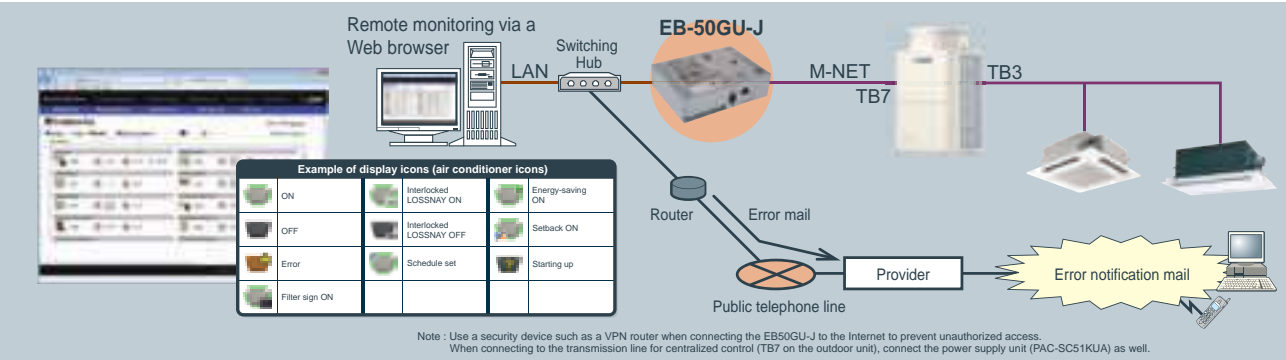 Remote monitoring via a
Web browser
LAN
Switching
Hub
EB-50GU-J
M-NET
TB7
TB3
Example of display icons (air conditioner icons)
ON
Interlocked
LOSSNAY ON
Energy-saving
ON
OFF
Interlocked
LOSSNAY OFF
Setback ON
Error
Schedule set
Starting up
Filter sign ON
Router
Error mail
Public telephone line
Provider
Error notification mail
Note : Use a security device such as a VPN router when connecting the EB50GU-J to the Internet to prevent unauthorized access.
When connecting to the transmission line for centralized control (TB7 on the outdoor unit), connect the power supply unit (PAC-SC51KUA) as well.